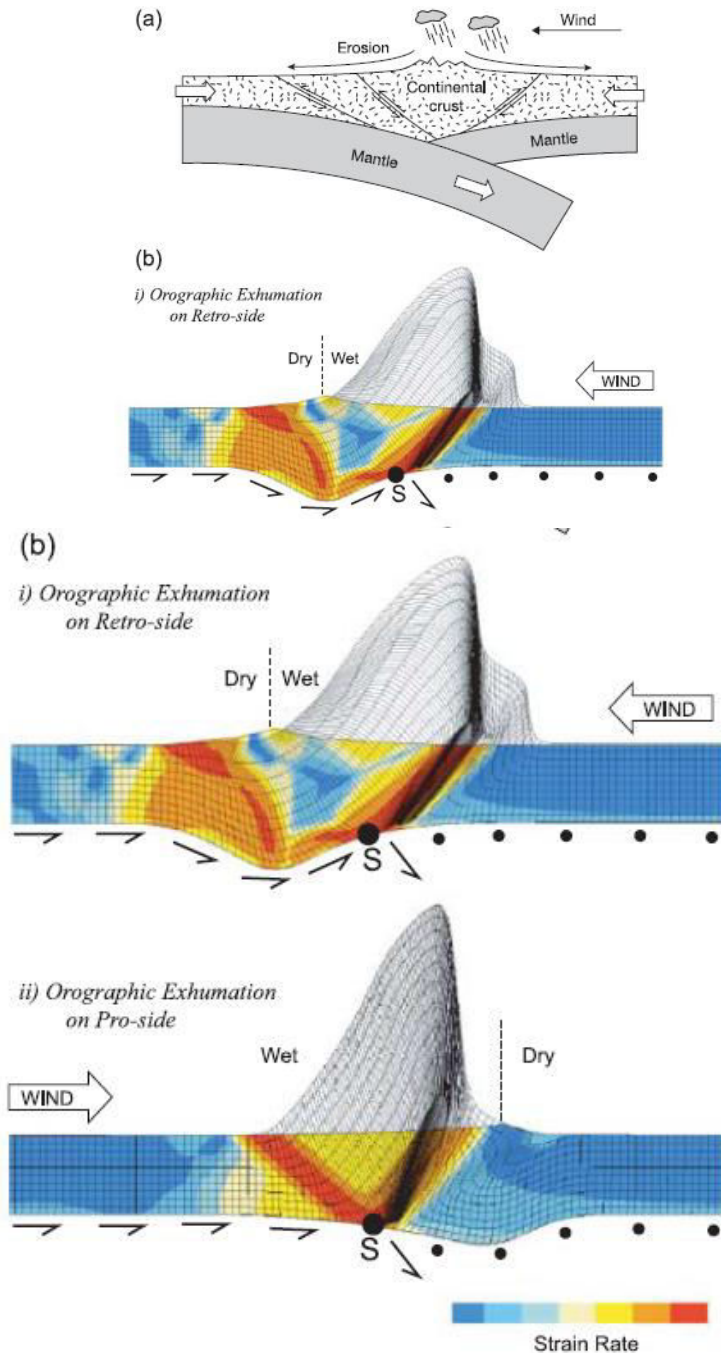 (a)
Wind
Erosion
Continental
crust
Mantle
Mantle
(b)
i) Orographic Exhumation
on Retro-side
Dry
Wet
WIND
S
(b)
i) Orographic Exhumation
on Retro-side
Dry
Wet
WIND
S
ii) Orographic Exhumation
on Pro-side
Wet
Dry
WIND
S
Strain Rate